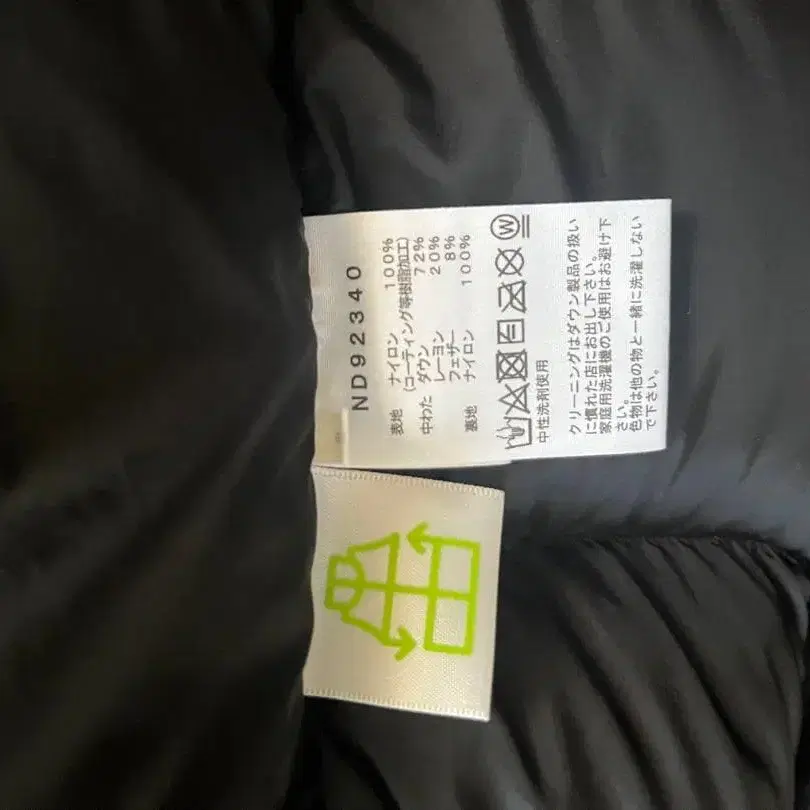 ND92340
表地 ナイロン 100%
(コーティング等樹脂加工)
中わた ダウン 72%
レーヨン 20%
フェザー 8%
裏地 ナイロン 100%
W
中性洗剤使用
クリーニングはダウン製品の扱い
に慣れた店にお出し下さい。
家庭用洗濯機のご使用はお避け下
さい。
色物は他の物と一緒に洗濯しない
で下さい。